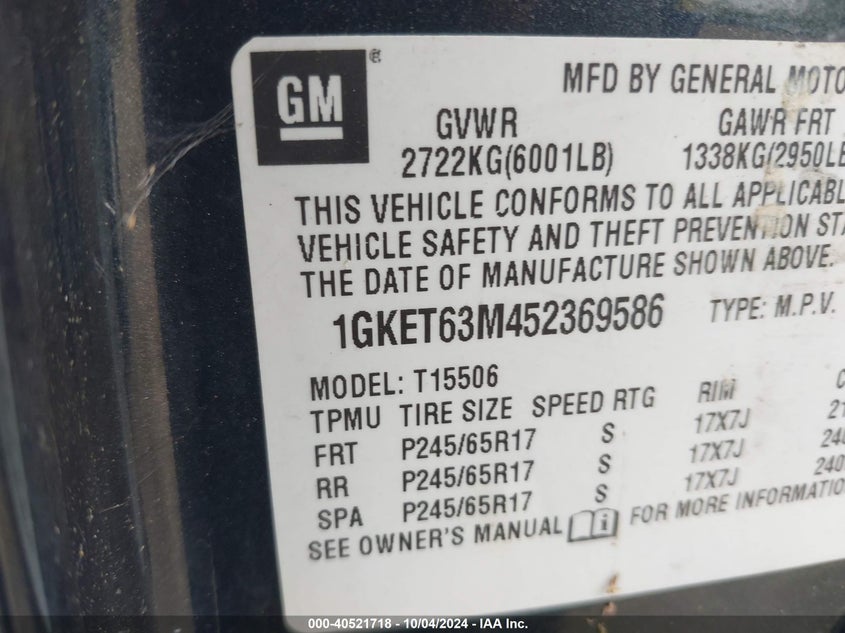 GM ®
MFD BY GENERAL MOTO
GVWR GAWR FRT
2722KG(6001LB) 1338KG(2950LB
THIS VEHICLE CONFORMS TO ALL APPLICABL
VEHICLE SAFETY AND THEFT PREVENTION STA
THE DATE OF MANUFACTURE SHOWN ABOVE.
1GKET63M452369586 TYPE: M.P.V.
MODEL: T15506
TPMU TIRE SIZE SPEED RTG RIM C
FRT P245/65R17 S 17X7J 21
RR P245/65R17 S 17X7J 240
SPA P245/65R17 S 17X7J 240
SEE OWNER'S MANUAL FOR MORE INFORMATIO
000-40521718 - 10/04/2024 - IAA Inc.